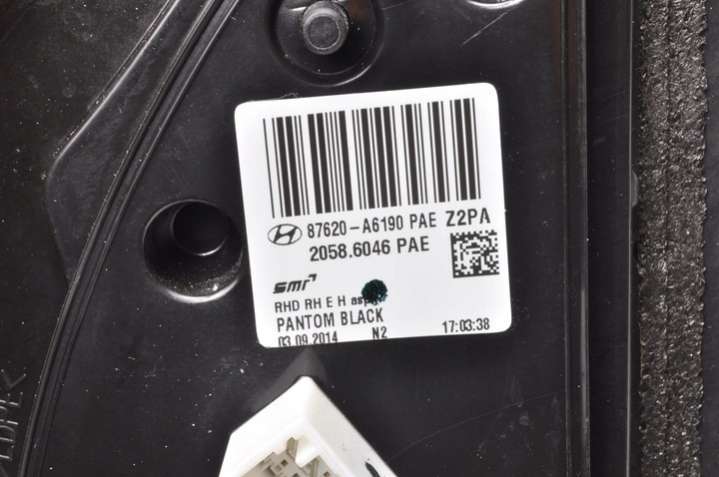 87620-A6190 PAE Z2PA
2058.6046 PAE
SMR
RHD RH E H
PANTOM BLACK
03.09.2014 N2 17:03:38